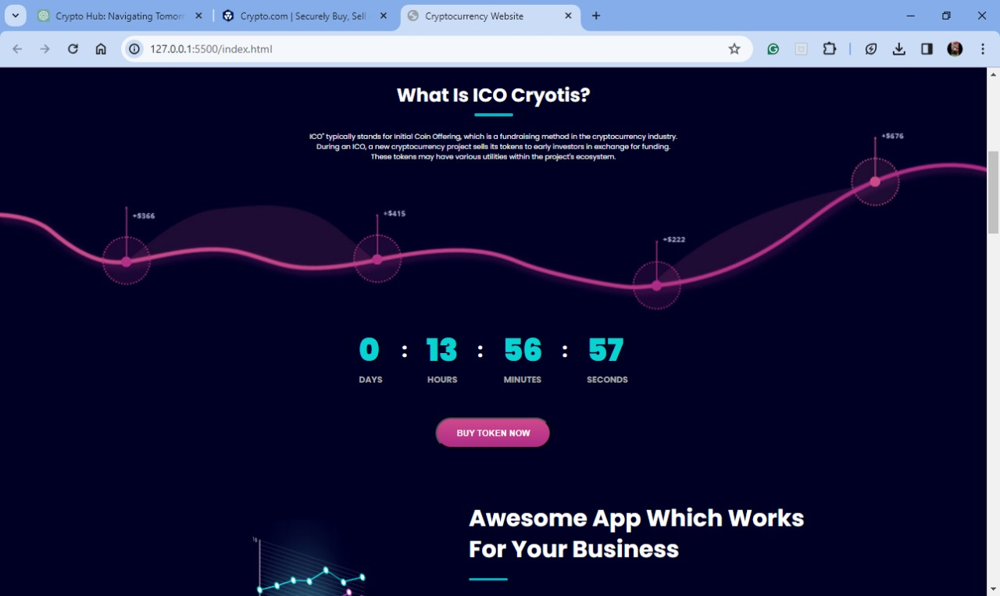 Crypto Hub: Navigating Tomorr
Crypto.com | Securely Buy, Sell
Cryptocurrency Website
127.0.0.1:5500/index.html
What Is ICO Cryotis?
ICO" typically stands for Initial Coin Offering, which is a fundraising method in the cryptocurrency industry.
During an ICO, a new cryptocurrency project sells its tokens to early investors in exchange for funding.
These tokens may have various utilities within the project's ecosystem.
+$676
+$366
+$415
+$222
0 : 13 : 56 : 57
DAYS HOURS MINUTES SECONDS
BUY TOKEN NOW
Awesome App Which Works
For Your Business